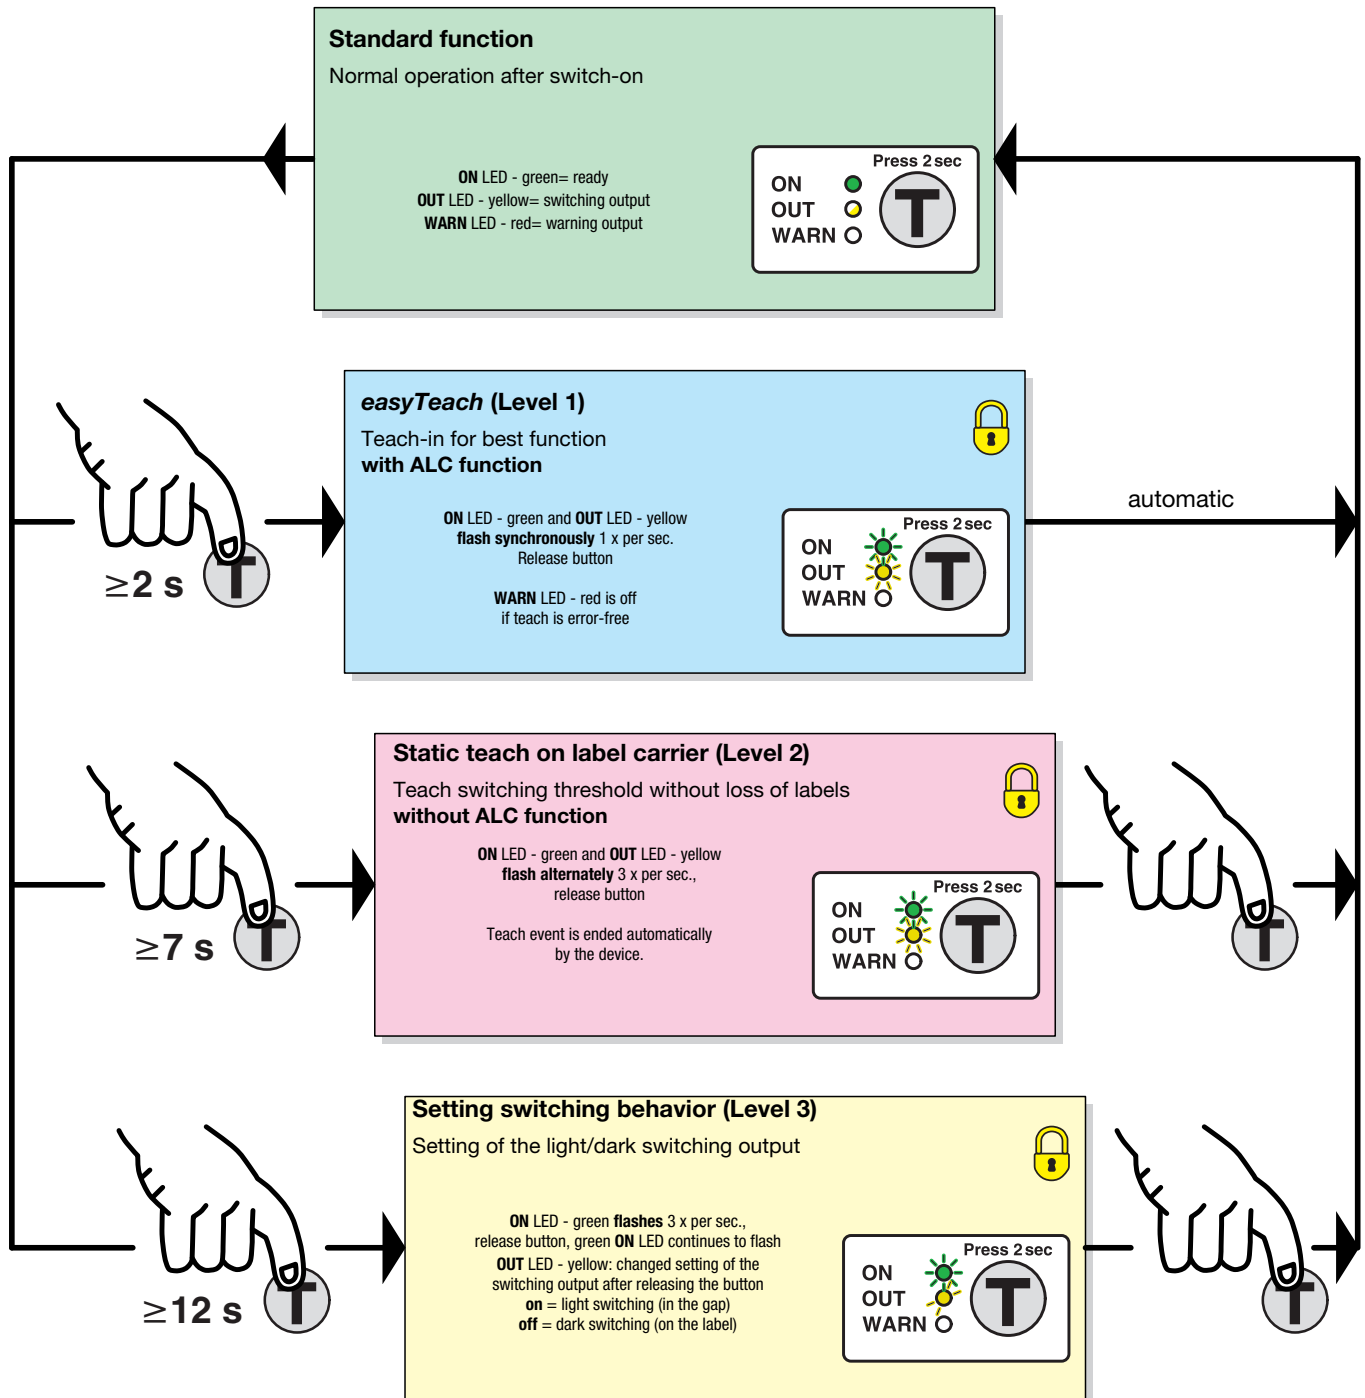 Standard function
Normal operation after switch-on
ON LED - green= ready
OUT LED - yellow= switching output
WARN LED - red= warning output
Press 2 sec
ON
OUT
WARN
T
easyTeach (Level 1)
Teach-in for best function
with ALC function
ON LED - green and OUT LED - yellow
flash synchronously 1 x per sec.
Release button
WARN LED - red is off
if teach is error-free
Press 2 sec
ON
OUT
WARN
T
automatic
≥2 s
T
Static teach on label carrier (Level 2)
Teach switching threshold without loss of labels
without ALC function
ON LED - green and OUT LED - yellow
flash alternately 3 x per sec.,
release button
Teach event is ended automatically
by the device.
Press 2 sec
ON
OUT
WARN
T
≥7 s
T
T
Setting switching behavior (Level 3)
Setting of the light/dark switching output
ON LED - green flashes 3 x per sec.,
release button, green ON LED continues to flash
OUT LED - yellow: changed setting of the
switching output after releasing the button
on = light switching (in the gap)
off = dark switching (on the label)
Press 2 sec
ON
OUT
WARN
T
≥12 s
T
T